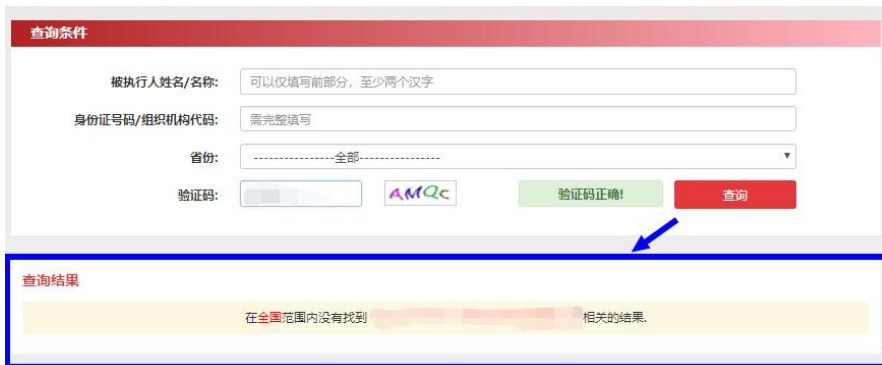 查询条件
被执行人姓名/名称: 可以仅填写前部分，至少两个汉字
身份证号码/组织机构代码: 需完整填写
省份: ----------------全部----------------
验证码: AMQc 验证码正确! 查询
查询结果
在全国范围内没有找到 相关的结果.